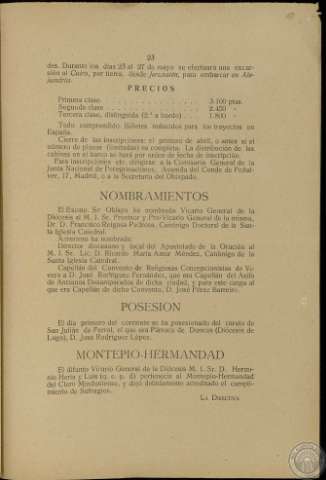 23
des. Durante los días 23 al 27 de mayo se efectuará una excur-
sión al Cairo, por tierra, desde Jerusalén, para embarcar en Ale-
jandría.
PRECIOS
Primera clase . . . . . . . . . . . . 3.100 ptas.
Segunda clase . . . . . . . . . . . . 2.450 »
Tercera clase, distinguida (2.ª a bordo) . . . . 1.800 »
Todo comprendido. Billetes reducidos para los trayectos en
España.
Cierre de las inscripciones: el primero de abril, o antes si el
número de plazas (limitadas) se completa. La distribución de las
cabinas en el barco se hará por orden de fecha de inscripción.
Para inscripciones etc. dirigirse a la Comisaría General de la
Junta Nacional de Peregrinaciones, Avenida del Conde de Peñal-
ver, 17, Madrid, o a la Secretaría del Obispado.
NOMBRAMIENTOS
El Excmo. Sr. Obispo ha nombrado Vicario General de la
Diócesis al M. I. Sr. Provisor y Pro-Vicario General de la misma,
Dr. D. Francisco Reigosa Pedrosa, Canónigo Doctoral de la San-
ta Iglesia Catedral.
Asimismo ha nombrado:
Director diocesano y local del Apostolado de la Oración al
M. I. Sr. Lic. D. Ricardo María Aznar Méndez, Canónigo de la
Santa Iglesia Catedral.
Capellán del Convento de Religiosas Concepcionistas de Vi-
vero a D. José Rodríguez Fernández, que era Capellán del Asilo
de Ancianos Desamparados de dicha ciudad, y para este cargo al
que era Capellán de dicho Convento, D. José Pérez Barreiro.
POSESION
El día primero del corriente se ha posesionado del curato de
San Julián de Ferrol, el que era Párroco de Doncos (Diócesis de
Lugo), D. José Rodríguez López.
MONTEPIO-HERMANDAD
El difunto Vicario General de la Diócesis M. I. Sr. D.
(q. e. p. d) pertenecía al Montepío-Hermandad
del Clero Mindoniense, y dejó debidamente acreditado el cumpli-
miento de Sufragios.
LA DIRECTIVA